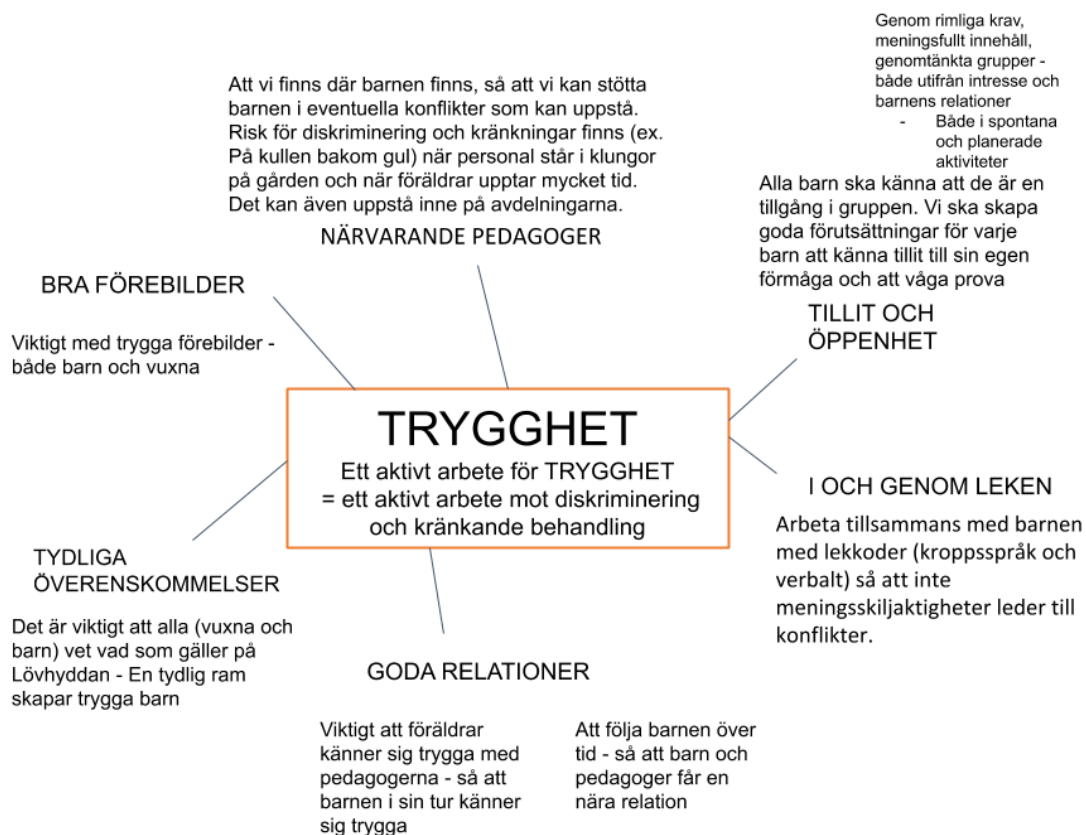 Genom rimliga krav,
meningsfullt innehåll,
genomtänkta grupper -
både utifrån intresse och
barnens relationer
- Både i spontana
och planerade
aktiviteter
Alla barn ska känna att de är en
tillgång i gruppen. Vi ska skapa
goda förutsättningar för varje
barn att känna tillit till sin egen
förmåga och att våga prova
TILLIT OCH
ÖPPENHET
Att vi finns där barnen finns, så att vi kan stötta
barnen i eventuella konflikter som kan uppstå.
Risk för diskriminering och kränkningar finns (ex.
På kullen bakom gul) när personal står i klungor
på gården och när föräldrar upptar mycket tid.
Det kan även uppstå inne på avdelningarna.
NÄRVARANDE PEDAGOGER
BRA FÖREBILDER
Viktigt med trygga förebilder -
både barn och vuxna
TRYGGHET
Ett aktivt arbete för TRYGGHET
= ett aktivt arbete mot diskriminering
och kränkande behandling
I OCH GENOM LEKEN
Arbeta tillsammans med barnen
med lekkoder (kroppsspråk och
verbalt) så att inte
meningsskiljaktigheter leder till
konflikter.
TYDLIGA
ÖVERENSKOMMELSER
Det är viktigt att alla (vuxna och
barn) vet vad som gäller på
Lövhyddan - En tydlig ram
skapar trygga barn
GODA RELATIONER
Viktigt att föräldrar
känner sig trygga med
pedagogerna - så att
barnen i sin tur känner
sig trygga
Att följa barnen över
tid - så att barn och
pedagoger får en
nära relation